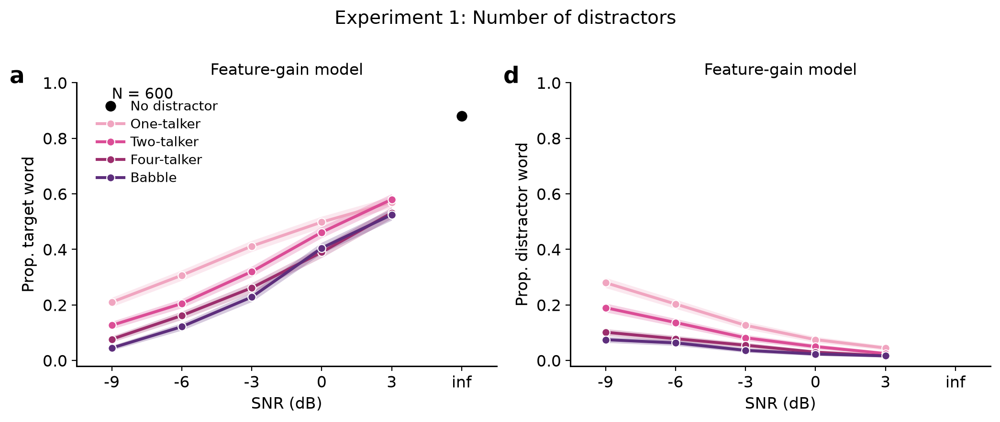 Experiment 1: Number of distractors
a
Feature-gain model
N = 600
No distractor
One-talker
Two-talker
Four-talker
Babble
Prop. target word
1.0
0.8
0.6
0.4
0.2
0.0
-9 -6 -3 0 3 inf
SNR (dB)
d
Feature-gain model
Prop. distractor word
1.0
0.8
0.6
0.4
0.2
0.0
-9 -6 -3 0 3 inf
SNR (dB)